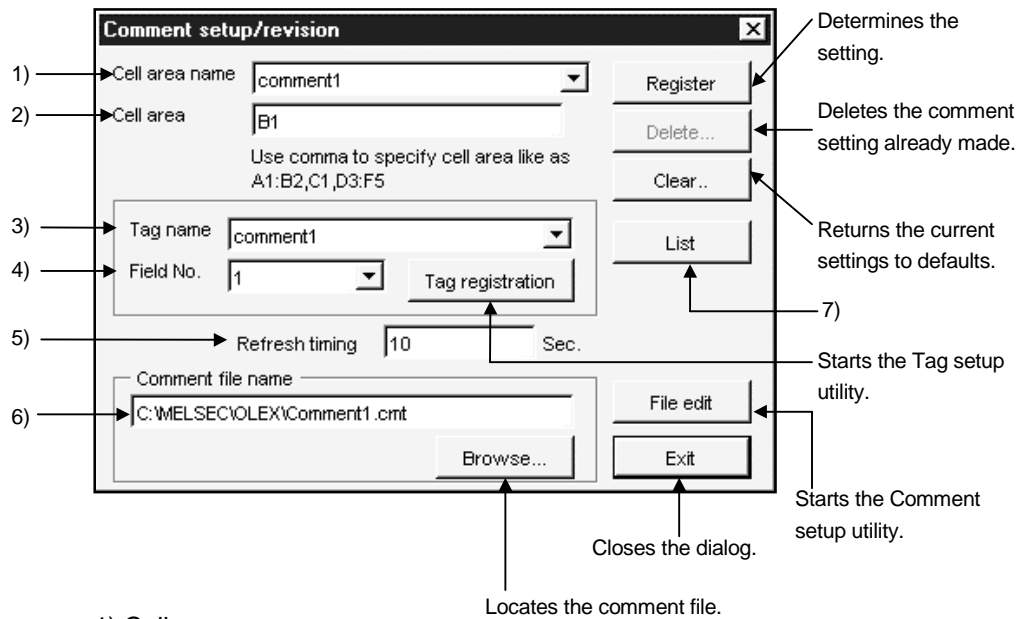 Comment setup/revision
Determines the
setting.
1)
Cell area name
comment1
Register
2)
Cell area
B1
Delete...
Deletes the comment
setting already made.
Use comma to specify cell area like as
A1:B2,C1,D3:F5
Clear..
3)
Tag name
comment1
List
Returns the current
settings to defaults.
4)
Field No.
1
Tag registration
7)
5)
Refresh timing
10
Sec.
Starts the Tag setup
utility.
Comment file name
6)
C:\MELSEC\OLEX\Comment1.cmt
File edit
Browse...
Exit
Starts the Comment
setup utility.
Closes the dialog.
Locates the comment file.